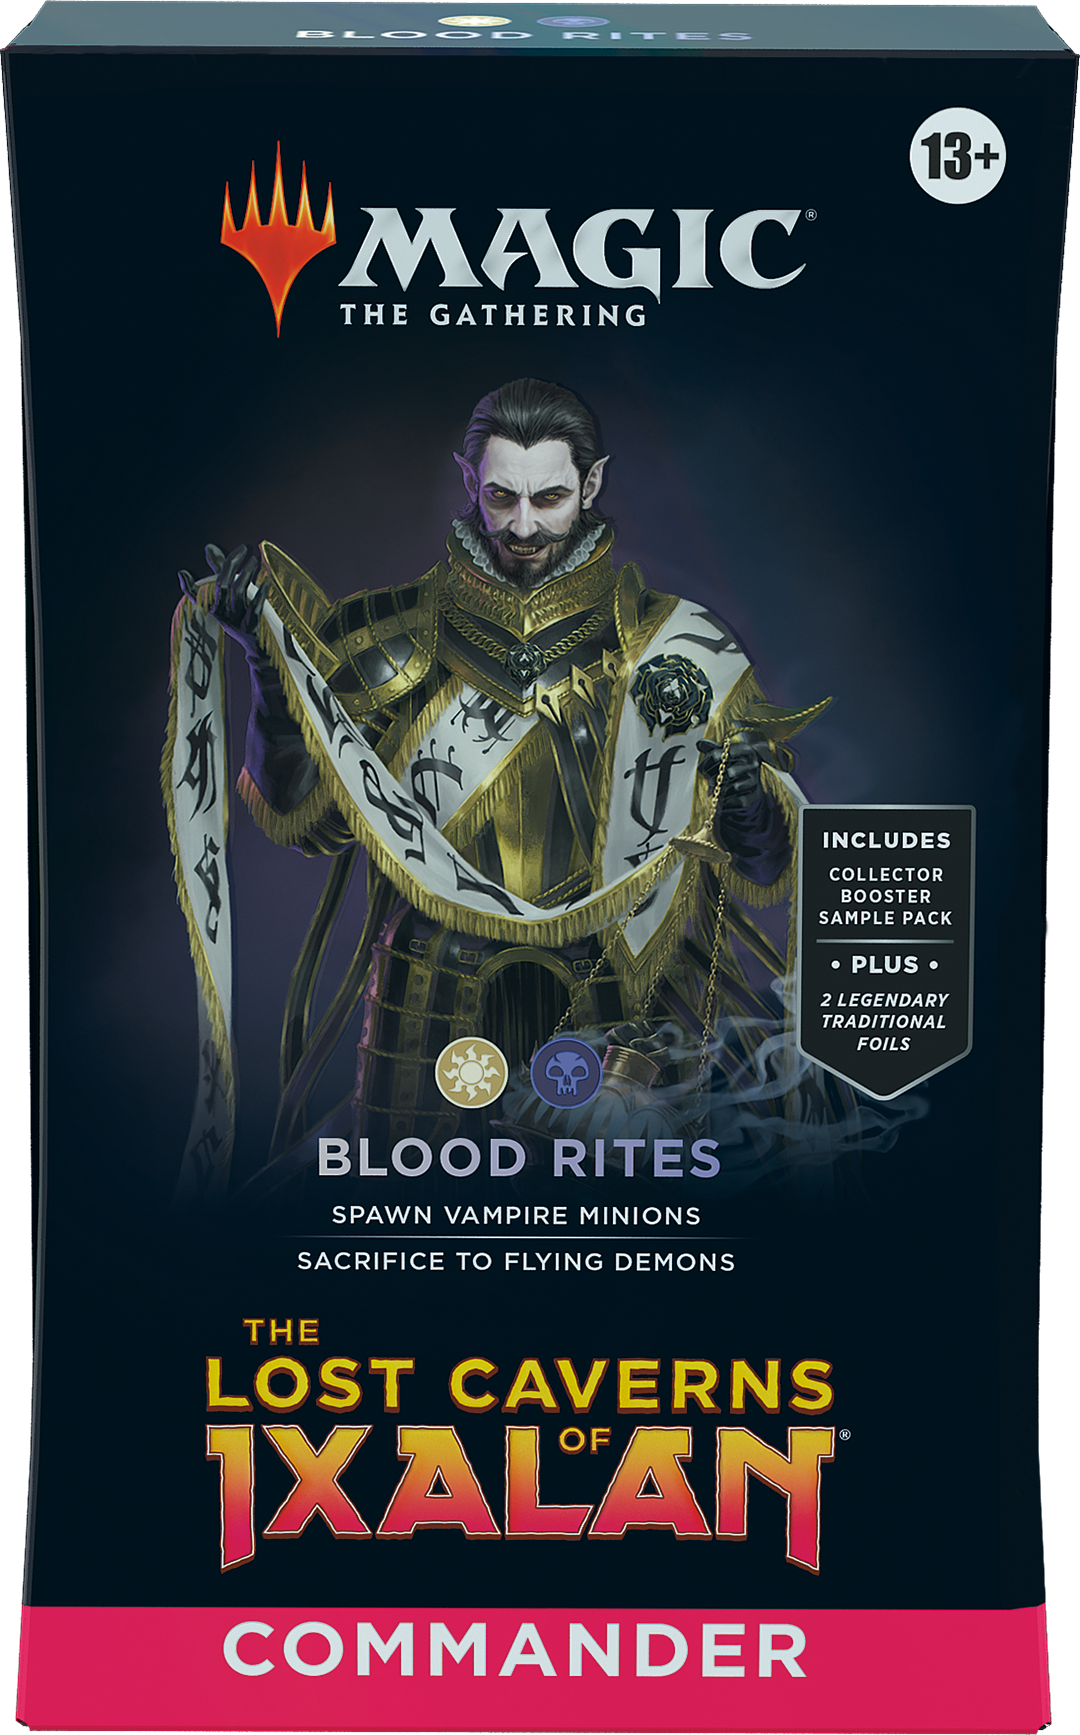 BLOOD RITES
13+
MAGIC®
THE GATHERING
INCLUDES
COLLECTOR
BOOSTER
SAMPLE PACK
• PLUS •
2 LEGENDARY
TRADITIONAL
FOILS
BLOOD RITES
SPAWN VAMPIRE MINIONS
SACRIFICE TO FLYING DEMONS
THE
LOST CAVERNS
OF
IXALAN®
COMMANDER